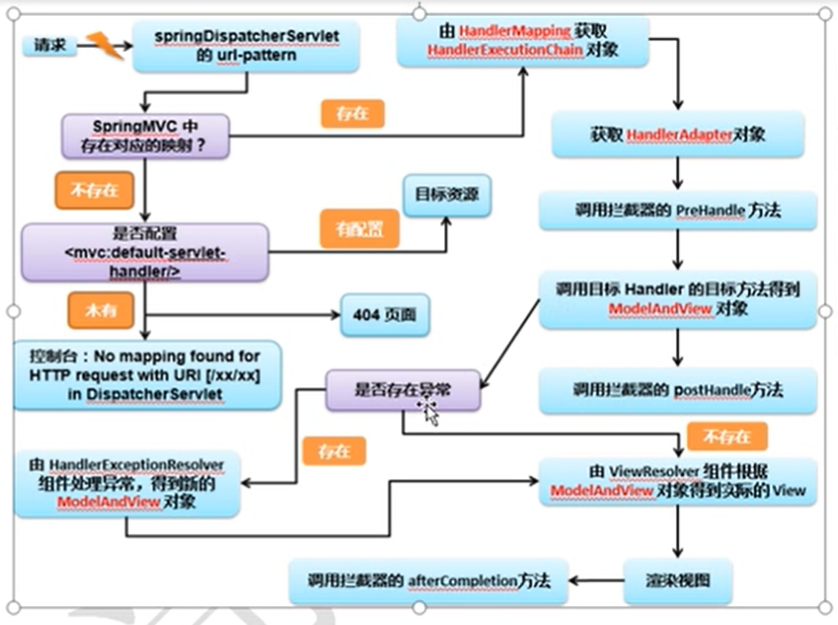 请求
springDispatcherServlet
的 url-pattern
由 HandlerMapping 获取
HandlerExecutionChain 对象
SpringMVC 中
存在对应的映射？
存在
获取 HandlerAdapter对象
不存在
目标资源
调用拦截器的 PreHandle 方法
是否配置
<mvc:default-servlet-
handler/>
有配置
调用目标 Handler 的目标方法得到
ModelAndView 对象
木有
404 页面
控制台：No mapping found for
HTTP request with URI [/xx/xx]
in DispatcherServlet
是否存在异常
调用拦截器的 postHandle方法
存在
不存在
由 HandlerExceptionResolver
组件处理异常，得到新的
ModelAndView 对象
由 ViewResolver 组件根据
ModelAndView 对象得到实际的 View
调用拦截器的 afterCompletion方法
渲染视图